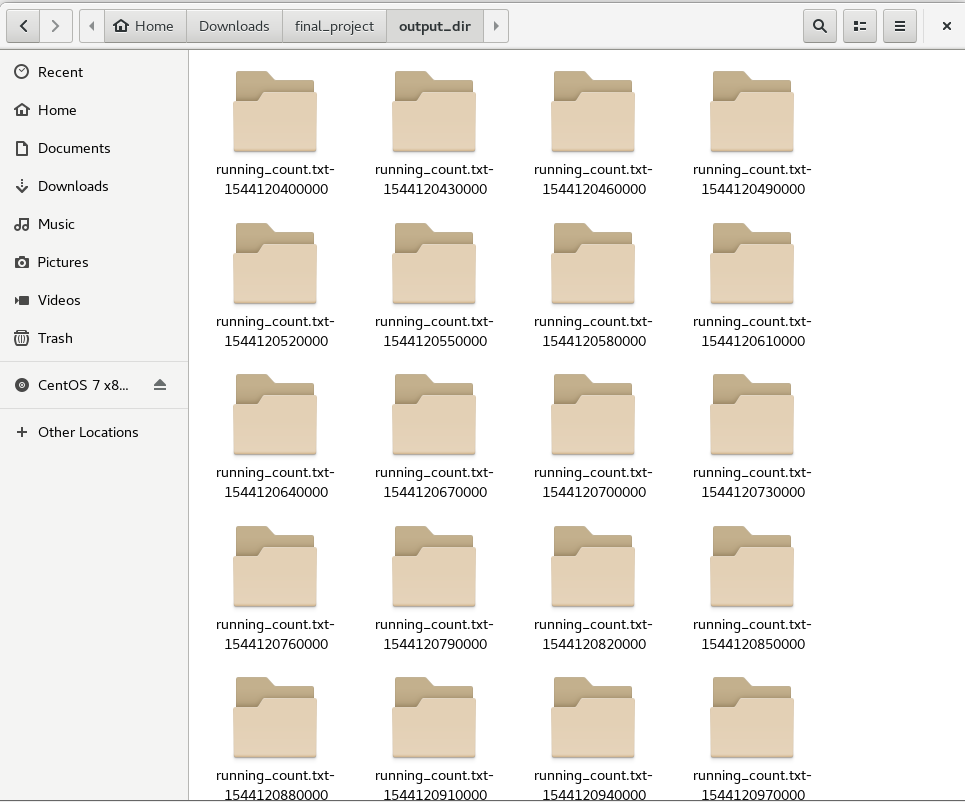 Home Downloads final_project output_dir
Recent
Home
Documents
Downloads
Music
Pictures
Videos
Trash
CentOS 7 x8...
Other Locations
running_count.txt- running_count.txt- running_count.txt- running_count.txt-
1544120400000 1544120430000 1544120460000 1544120490000
running_count.txt- running_count.txt- running_count.txt- running_count.txt-
1544120520000 1544120550000 1544120580000 1544120610000
running_count.txt- running_count.txt- running_count.txt- running_count.txt-
1544120640000 1544120670000 1544120700000 1544120730000
running_count.txt- running_count.txt- running_count.txt- running_count.txt-
1544120760000 1544120790000 1544120820000 1544120850000
running_count.txt- running_count.txt- running_count.txt- running_count.txt-
1544120880000 1544120910000 1544120940000 1544120970000